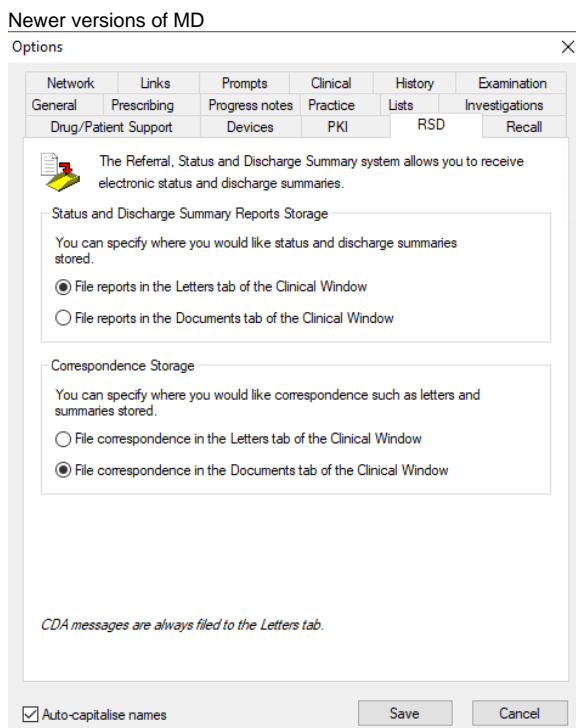 Newer versions of MD
Options
Network Links Prompts Clinical History Examination
General Prescribing Progress notes Practice Lists Investigations
Drug/Patient Support Devices PKI RSD Recall
The Referral, Status and Discharge Summary system allows you to receive
electronic status and discharge summaries.
Status and Discharge Summary Reports Storage
You can specify where you would like status and discharge summaries
stored.
File reports in the Letters tab of the Clinical Window
File reports in the Documents tab of the Clinical Window
Correspondence Storage
You can specify where you would like correspondence such as letters and
summaries stored.
File correspondence in the Letters tab of the Clinical Window
File correspondence in the Documents tab of the Clinical Window
CDA messages are always filed to the Letters tab.
Auto-capitalise names Save Cancel